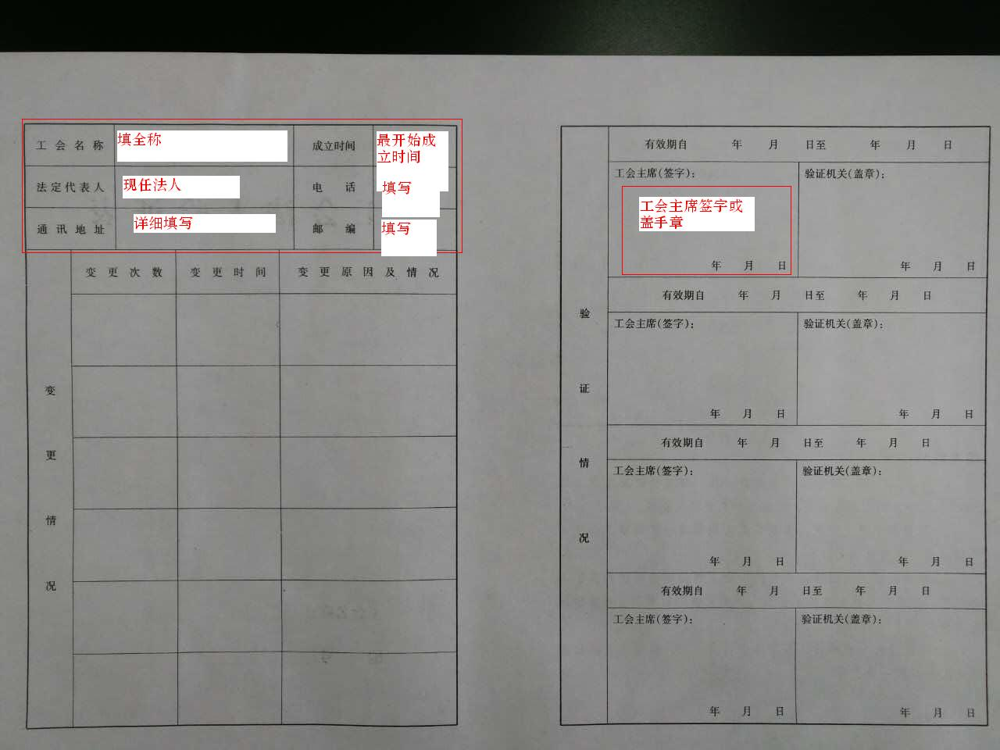 工会名称 填全称 成立时间 最开始成
立时间
法定代表人 现任法人 电话 填写
通讯地址 详细填写 邮编 填写
变更次数 变更时间 变更原因及情况
变更情况
验证情况
有效期自 年 月 日至 年 月 日
工会主席(签字): 验证机关(盖章):
工会主席签字或
盖手章
年 月 日 年 月 日
有效期自 年 月 日至 年 月 日
工会主席(签字): 验证机关(盖章):
年 月 日 年 月 日
有效期自 年 月 日至 年 月 日
工会主席(签字): 验证机关(盖章):
年 月 日 年 月 日
有效期自 年 月 日至 年 月 日
工会主席(签字): 验证机关(盖章):
年 月 日 年 月 日